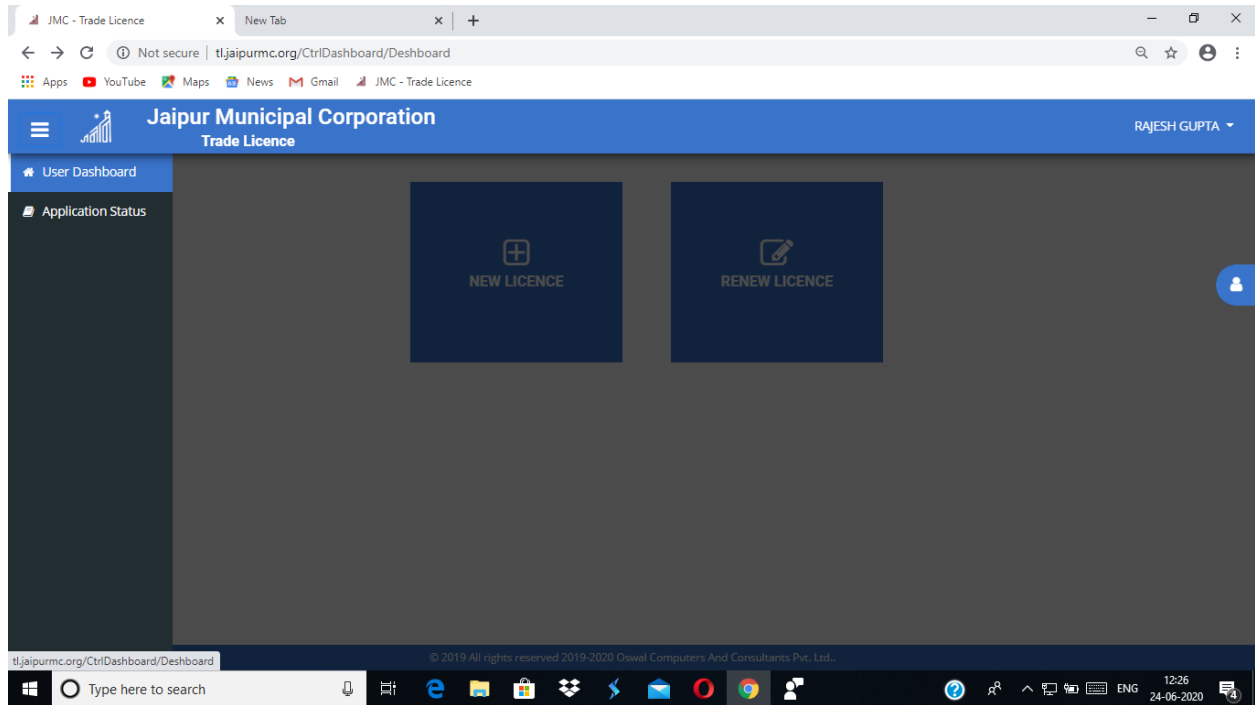 JMC - Trade Licence
New Tab
Not secure | tl.jaipurmc.org/CtrlDashboard/Deshboard
Apps YouTube Maps News Gmail JMC - Trade Licence
Jaipur Municipal Corporation
Trade Licence
RAJESH GUPTA
User Dashboard
Application Status
NEW LICENCE
RENEW LICENCE
© 2019 All rights reserved 2019-2020 Oswal Computers And Consultants Pvt. Ltd..
tl.jaipurmc.org/CtrlDashboard/Deshboard
Type here to search
ENG
12:26
24-06-2020
4